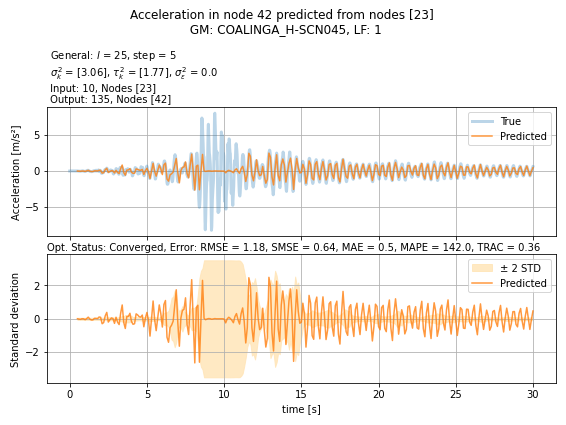 Acceleration in node 42 predicted from nodes [23]
GM: COALINGA_H-SCN045, LF: 1
General: l = 25, step = 5
σ²ₖ = [3.06], τ²ₖ = [1.77], σ²ε = 0.0
Input: 10, Nodes [23]
Output: 135, Nodes [42]
Acceleration [m/s²]
5
0
−5
True
Predicted
Opt. Status: Converged, Error: RMSE = 1.18, SMSE = 0.64, MAE = 0.5, MAPE = 142.0, TRAC = 0.36
Standard deviation
2
0
−2
± 2 STD
Predicted
0 5 10 15 20 25 30
time [s]